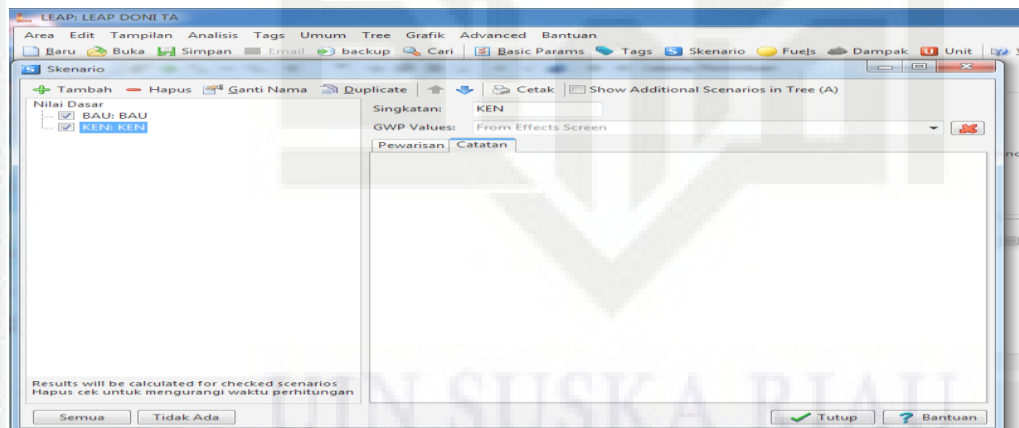 LEAP: LEAP DONI TA
Area Edit Tampilan Analisis Tags Umum Tree Grafik Advanced Bantuan
Baru Buka Simpan Email backup Cari Basic Params Tags Skenario Fuels Dampak Unit
Skenario
Tambah Hapus Ganti Nama Duplicate Cetak Show Additional Scenarios in Tree (A)
Nilai Dasar
BAU: BAU
KEN: KEN
Singkatan: KEN
GWP Values: From Effects Screen
Pewarisan Catatan
Results will be calculated for checked scenarios
Hapus cek untuk mengurangi waktu perhitungan
Semua Tidak Ada Tutup Bantuan
UIN SUSKA RIAU